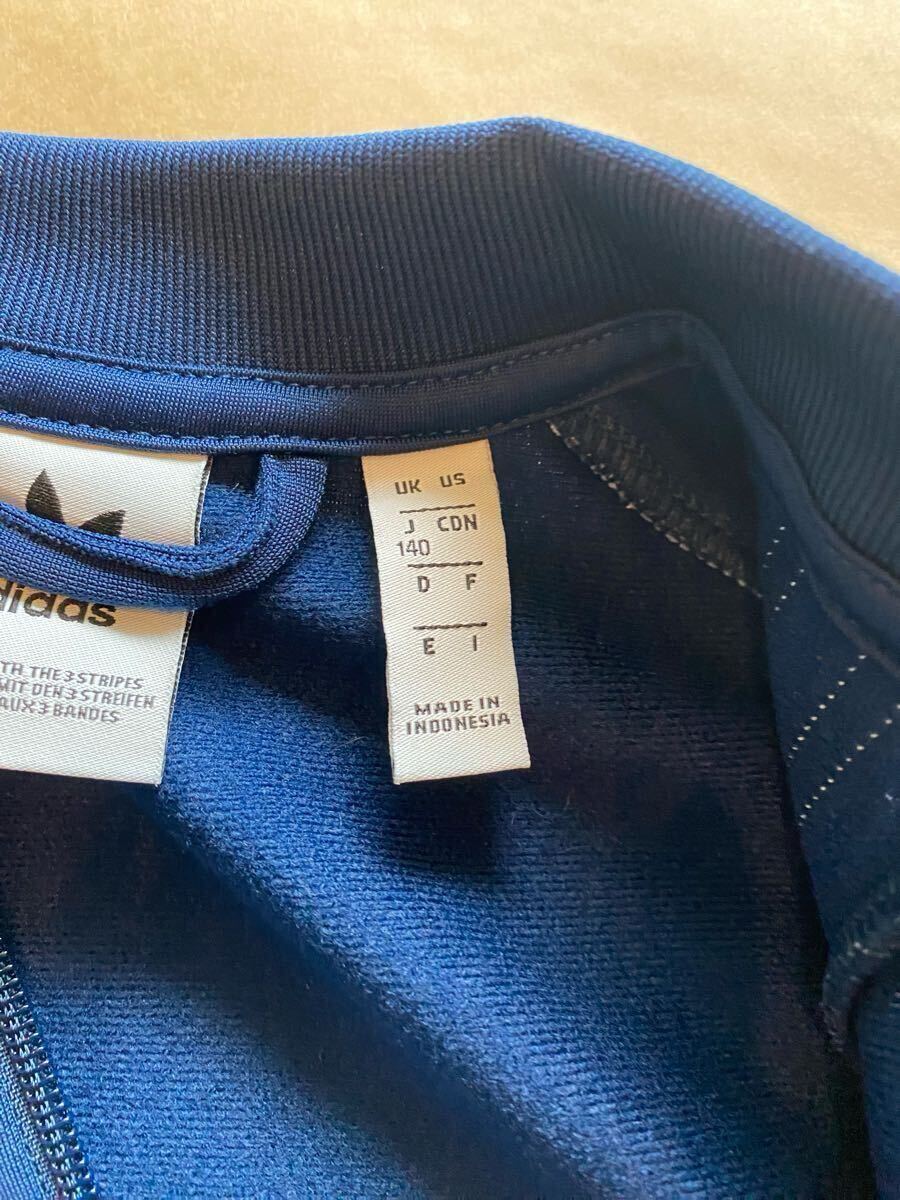 adidas
TH THE 3 STRIPES
MIT DEN 3 STREIFEN
AUX 3 BANDES
UK US
J CDN
140
D F
E I
MADE IN
INDONESIA